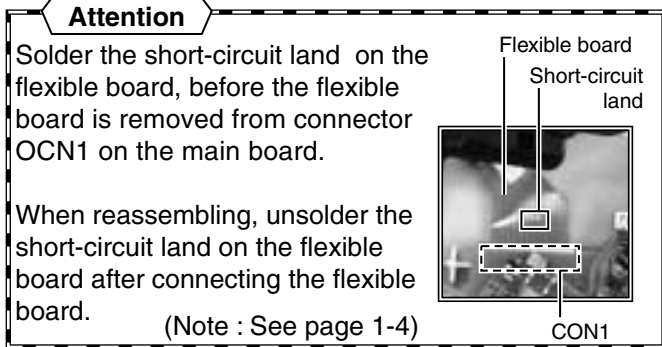 Attention
Solder the short-circuit land on the
flexible board, before the flexible
board is removed from connector
OCN1 on the main board.
When reassembling, unsolder the
short-circuit land on the flexible
board after connecting the flexible
board.
(Note : See page 1-4)
Flexible board
Short-circuit
land
CON1